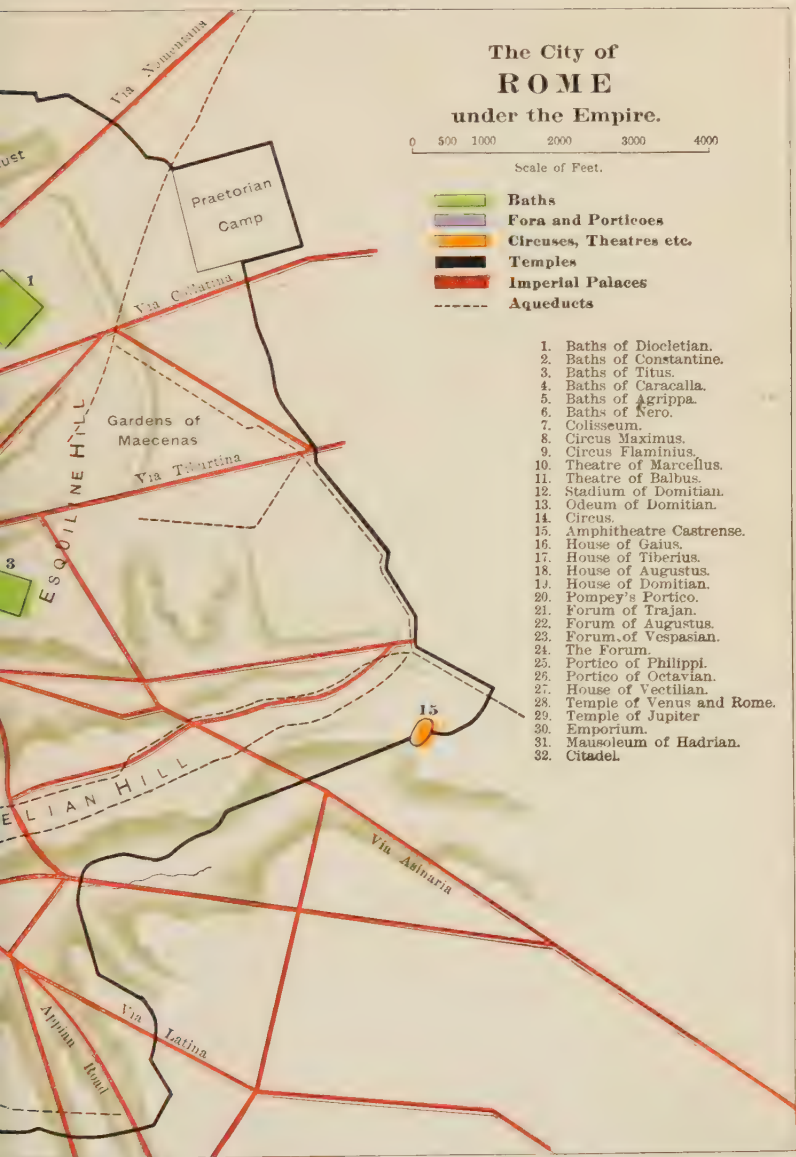 The City of
ROME
under the Empire.
0 500 1000 2000 3000 4000
Scale of Feet.
Baths
Fora and Porticoes
Circuses, Theatres etc.
Temples
Imperial Palaces
Aqueducts
1. Baths of Diocletian.
2. Baths of Constantine.
3. Baths of Titus.
4. Baths of Caracalla.
5. Baths of Agrippa.
6. Baths of Nero.
7. Colisseum.
8. Circus Maximus.
9. Circus Flaminius.
10. Theatre of Marcellus.
11. Theatre of Balbus.
12. Stadium of Domitian.
13. Odeum of Domitian.
14. Circus.
15. Amphitheatre Castrense.
16. House of Gaius.
17. House of Tiberius.
18. House of Augustus.
19. House of Domitian.
20. Pompey's Portico.
21. Forum of Trajan.
22. Forum of Augustus.
23. Forum of Vespasian.
24. The Forum.
25. Portico of Philippi.
26. Portico of Octavian.
27. House of Vectilian.
28. Temple of Venus and Rome.
29. Temple of Jupiter
30. Emporium.
31. Mausoleum of Hadrian.
32. Citadel.
Via Nomentana
ust
Praetorian
Camp
1
Via Collatina
Gardens of
Maecenas
ESQUILINE HILL
Via Tiburtina
3
15
ELIAN HILL
Via Asinaria
Via Latina
Appian Road